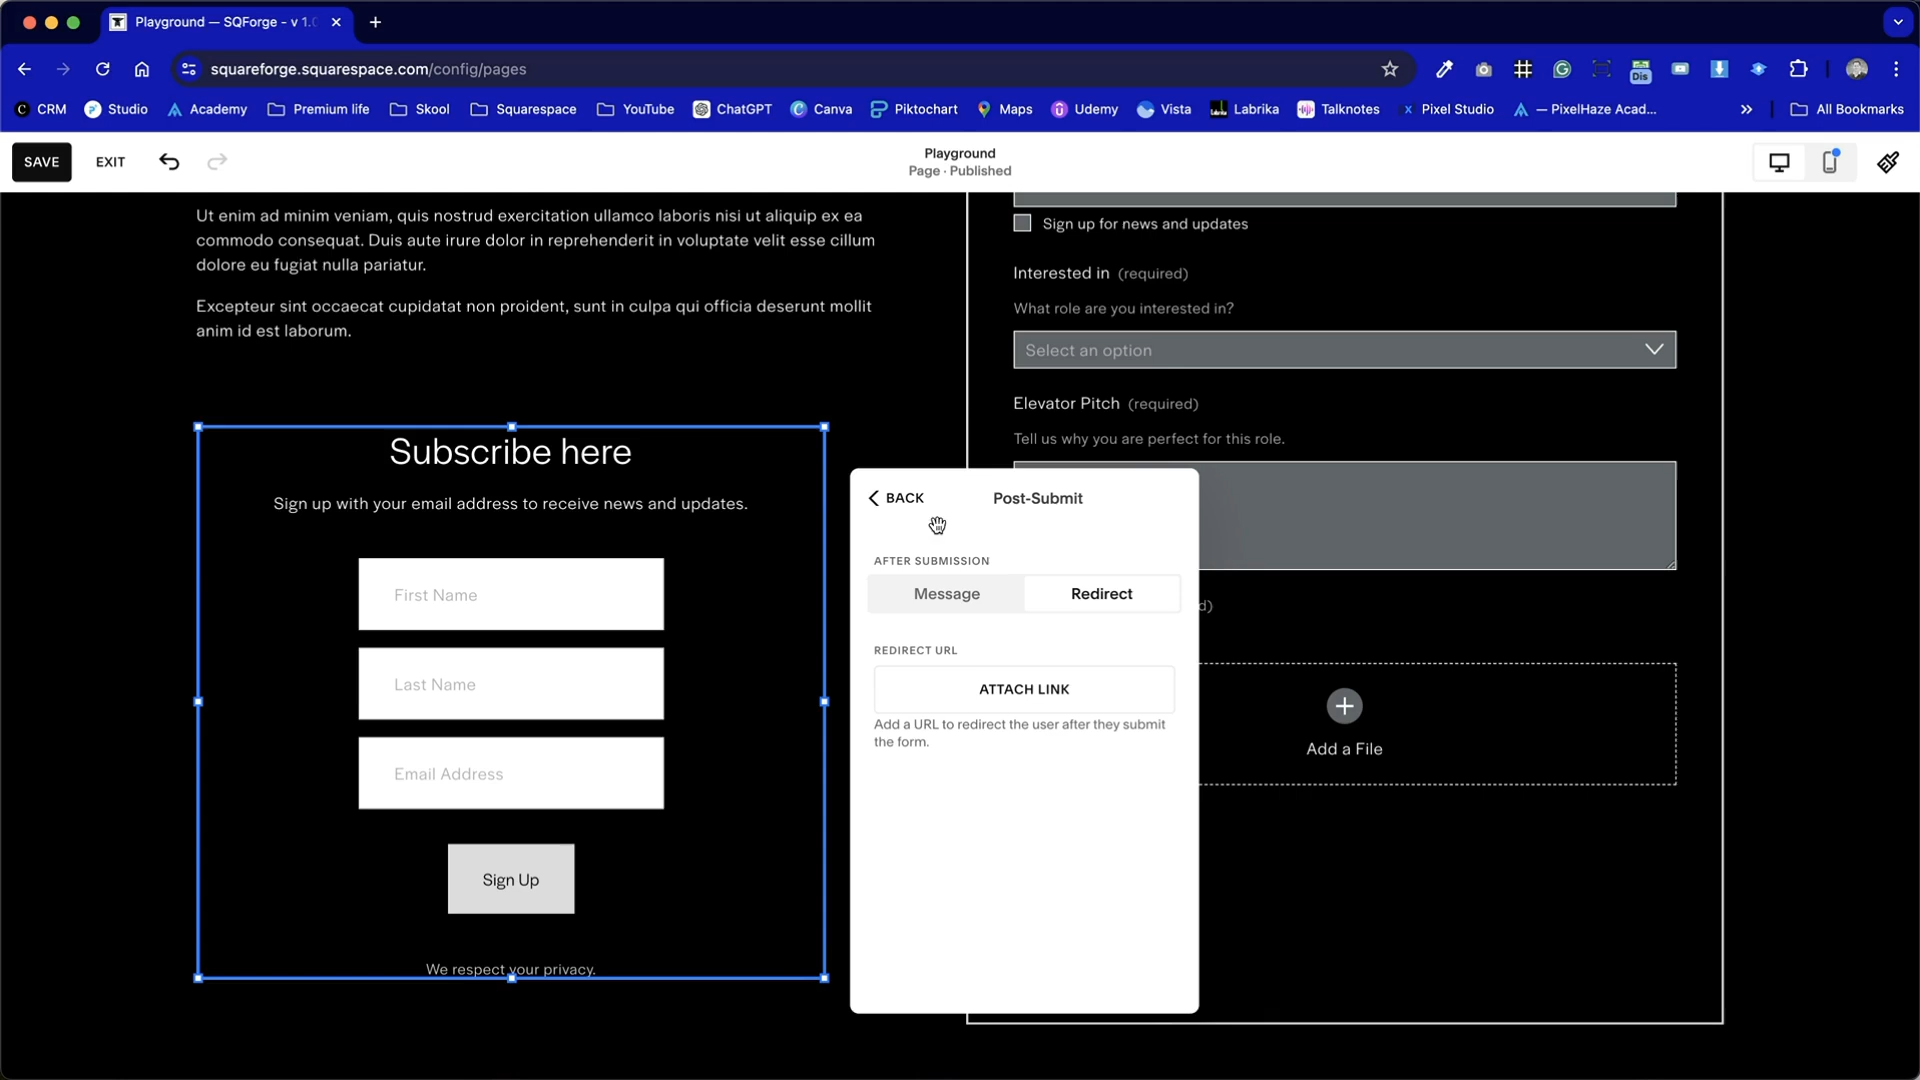 Playground — SQForge - v 1.0
squareforge.squarespace.com/config/pages
Dis
CRM
Studio
Academy
Premium life
Skool
Squarespace
YouTube
ChatGPT
Canva
Piktochart
Maps
Udemy
Vista
Labrika
Talknotes
Pixel Studio
— PixelHaze Acad...
All Bookmarks
SAVE
EXIT
Playground
Page · Published
Ut enim ad minim veniam, quis nostrud exercitation ullamco laboris nisi ut aliquip ex ea
commodo consequat. Duis aute irure dolor in reprehenderit in voluptate velit esse cillum
dolore eu fugiat nulla pariatur.
Excepteur sint occaecat cupidatat non proident, sunt in culpa qui officia deserunt mollit
anim id est laborum.
Subscribe here
Sign up with your email address to receive news and updates.
First Name
Last Name
Email Address
Sign Up
We respect your privacy.
BACK
Post-Submit
AFTER SUBMISSION
Message
Redirect
REDIRECT URL
ATTACH LINK
Add a URL to redirect the user after they submit
the form.
Sign up for news and updates
Interested in (required)
What role are you interested in?
Select an option
Elevator Pitch (required)
Tell us why you are perfect for this role.
d)
Add a File